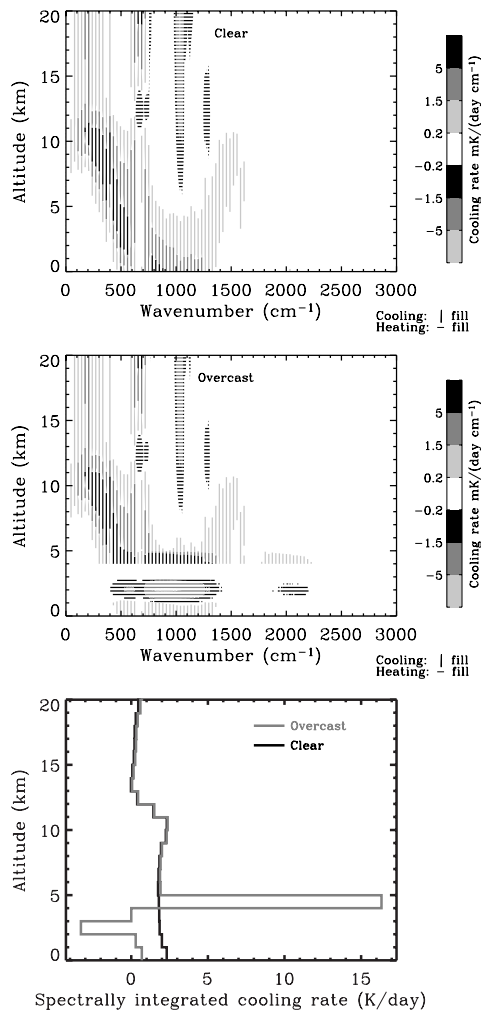 20
Clear
15
10
5
0
Altitude (km)
0 500 1000 1500 2000 2500 3000
Wavenumber (cm−1)
5
1.5
0.2
−0.2
−1.5
−5
Cooling rate mK/(day cm−1)
Cooling: | fill
Heating: − fill
20
Overcast
15
10
5
0
Altitude (km)
0 500 1000 1500 2000 2500 3000
Wavenumber (cm−1)
5
1.5
0.2
−0.2
−1.5
−5
Cooling rate mK/(day cm−1)
Cooling: | fill
Heating: − fill
20
Overcast
Clear
15
10
5
0
Altitude (km)
0 5 10 15
Spectrally integrated cooling rate (K/day)